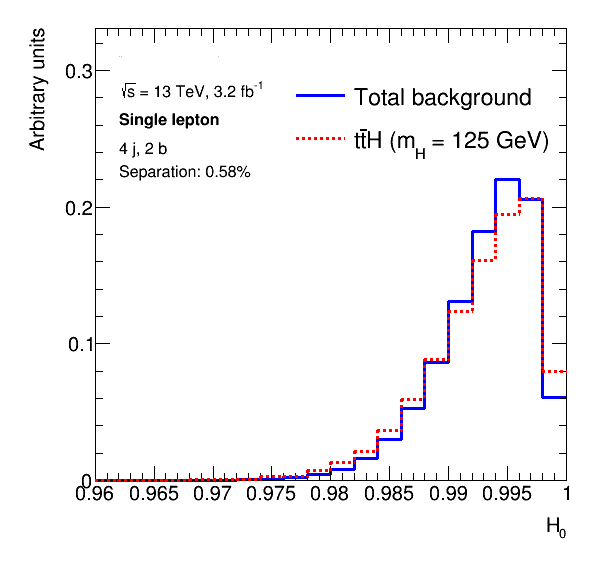 Arbitrary units
0.3
0.2
0.1
0
√s = 13 TeV, 3.2 fb⁻¹
Single lepton
4 j, 2 b
Separation: 0.58%
Total background
tt̄H (m_H = 125 GeV)
0.96 0.965 0.97 0.975 0.98 0.985 0.99 0.995 1
H₀